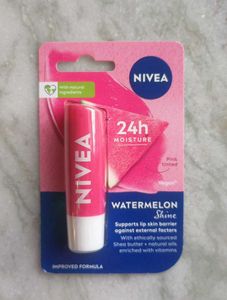 With natural
ingredients
NIVEA
24h
MOISTURE
Pink
tinted
Vegan
NIVEA
WATERMELON
Shine
Supports lip skin barrier
against external factors
With ethically sourced
Shea butter + natural oils
enriched with vitamins
IMPROVED FORMULA